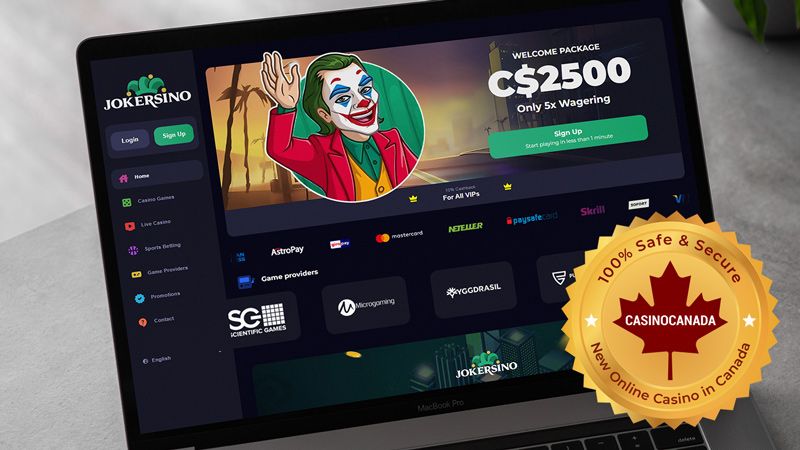 JOKERSINO
Login
Sign Up
Home
Casino Games
Live Casino
Sports Betting
Game Providers
Promotions
Contact
English
WELCOME PACKAGE
C$2500
Only 5x Wagering
Sign Up
Start playing in less than 1 minute
15% Cashback
For All VIPs
AstroPay
mastercard
NETELLER
paysafecard
Skrill
SOFORT
Game providers
SG
SCIENTIFIC GAMES
Microgaming
YGGDRASIL
JOKERSINO
MacBook Pro
delete
100% Safe & Secure
CASINOCANADA
New Online Casino in Canada